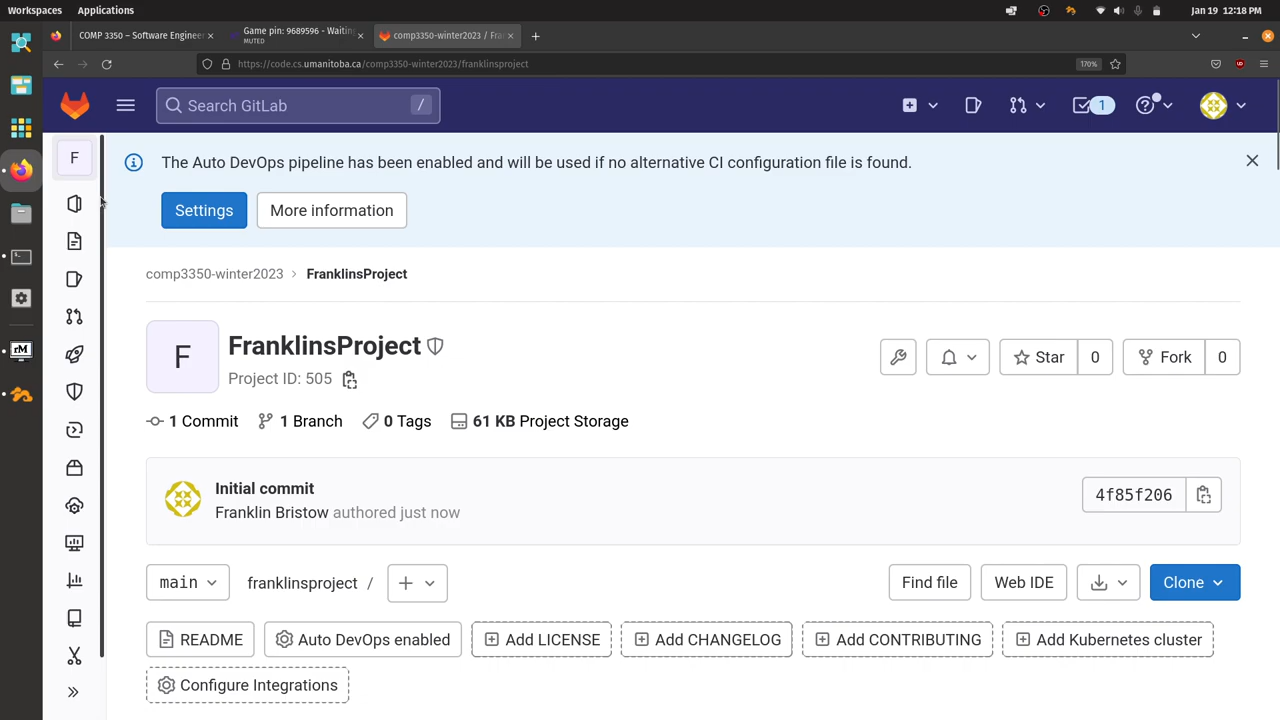 Workspaces Applications Jan 19 12:18 PM
COMP 3350 – Software Engineer × Game pin: 9689596 - Waitin × comp3350-winter2023 / Fran × +
MUTED
https://code.cs.umanitoba.ca/comp3350-winter2023/franklinsproject 170%
Search GitLab / 1
F
The Auto DevOps pipeline has been enabled and will be used if no alternative CI configuration file is found.
Settings More information
comp3350-winter2023 > FranklinsProject
F
FranklinsProject
Project ID: 505
Star 0 Fork 0
1 Commit 1 Branch 0 Tags 61 KB Project Storage
Initial commit
Franklin Bristow authored just now
4f85f206
main franklinsproject / + Find file Web IDE Clone
README Auto DevOps enabled Add LICENSE Add CHANGELOG Add CONTRIBUTING Add Kubernetes cluster
Configure Integrations
rM